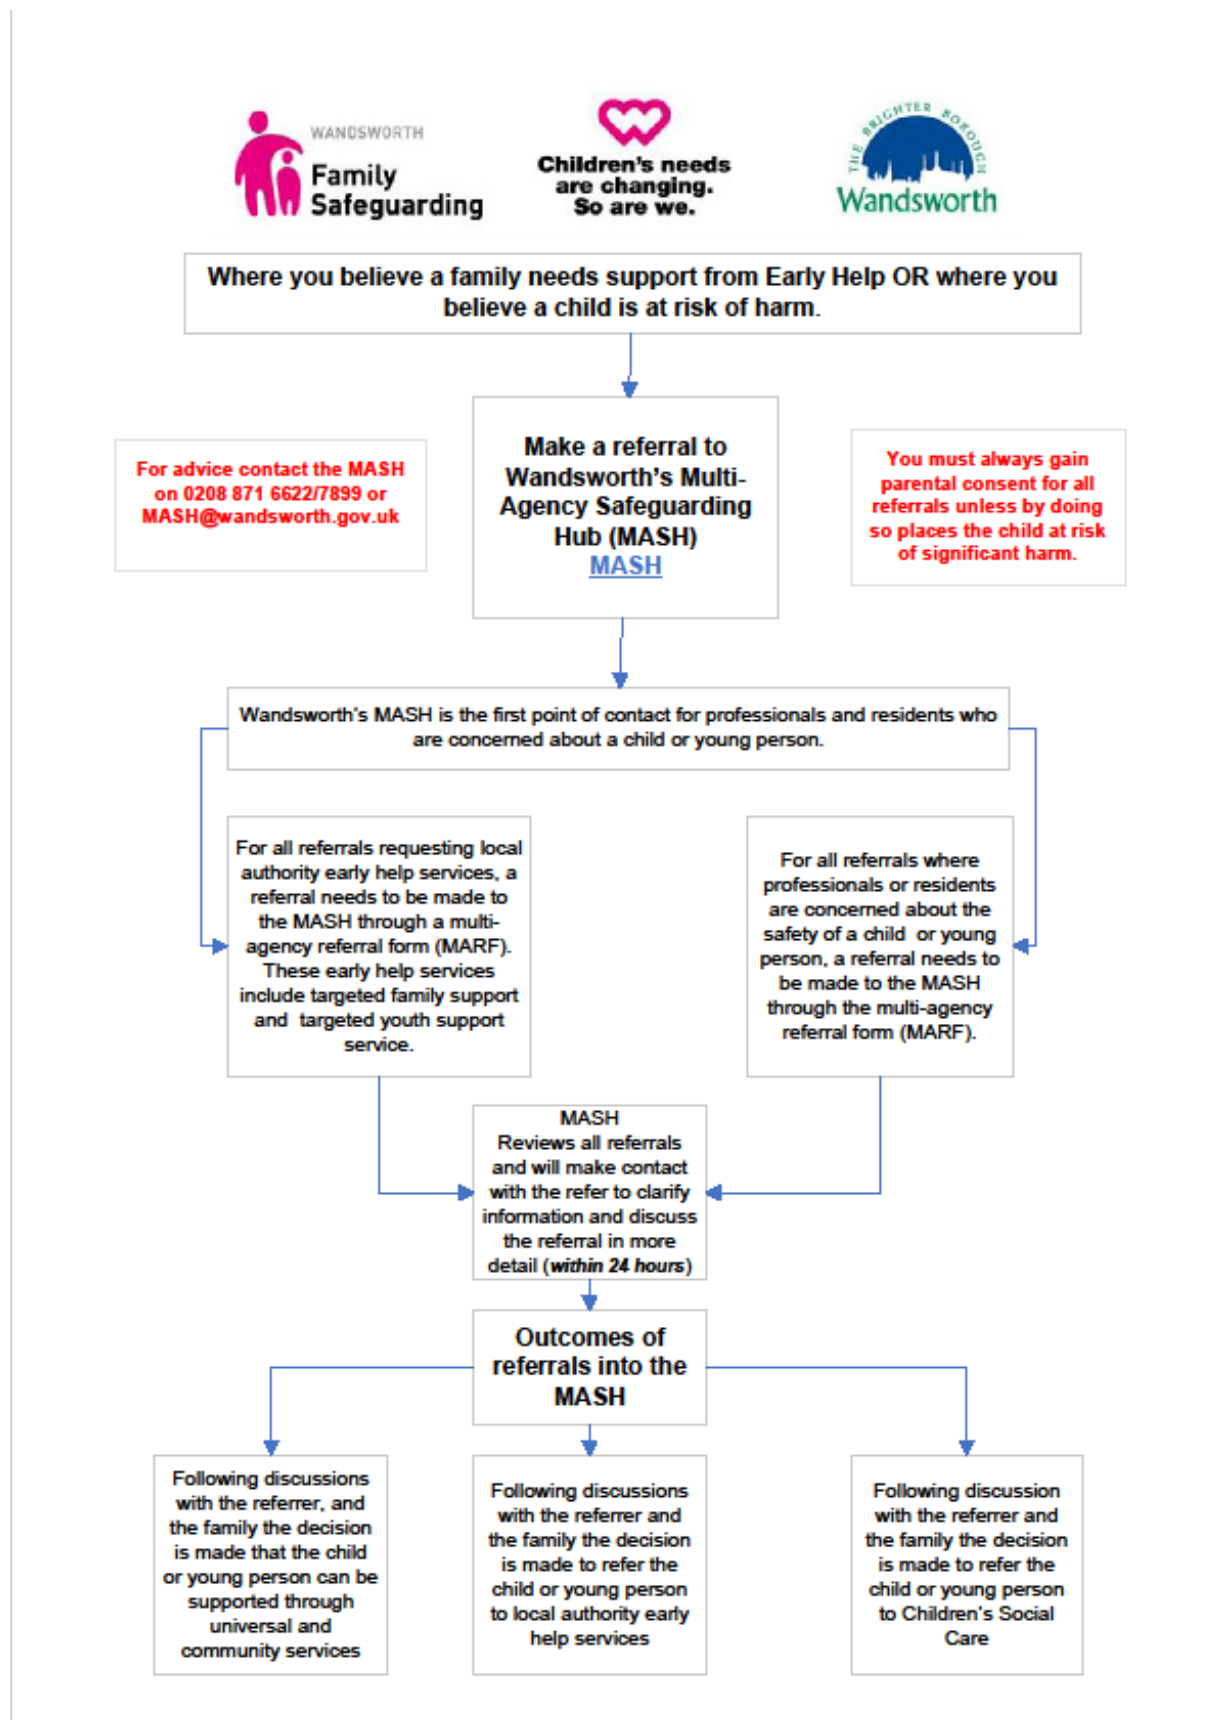 WANDSWORTH
Family
Safeguarding
Children's needs
are changing.
So are we.
THE BRIGHTER BOROUGH
Wandsworth
Where you believe a family needs support from Early Help OR where you
believe a child is at risk of harm.
For advice contact the MASH
on 0208 871 6622/7899 or
MASH@wandsworth.gov.uk
Make a referral to
Wandsworth's Multi-
Agency Safeguarding
Hub (MASH)
MASH
You must always gain
parental consent for all
referrals unless by doing
so places the child at risk
of significant harm.
Wandsworth's MASH is the first point of contact for professionals and residents who
are concerned about a child or young person.
For all referrals requesting local
authority early help services, a
referral needs to be made to
the MASH through a multi-
agency referral form (MARF).
These early help services
include targeted family support
and targeted youth support
service.
For all referrals where
professionals or residents
are concerned about the
safety of a child or young
person, a referral needs to
be made to the MASH
through the multi-agency
referral form (MARF).
MASH
Reviews all referrals
and will make contact
with the refer to clarify
information and discuss
the referral in more
detail (within 24 hours)
Outcomes of
referrals into the
MASH
Following discussions
with the referrer, and
the family the decision
is made that the child
or young person can be
supported through
universal and
community services
Following discussions
with the referrer and
the family the decision
is made to refer the
child or young person
to local authority early
help services
Following discussion
with the referrer and
the family the decision
is made to refer the
child or young person
to Children's Social
Care